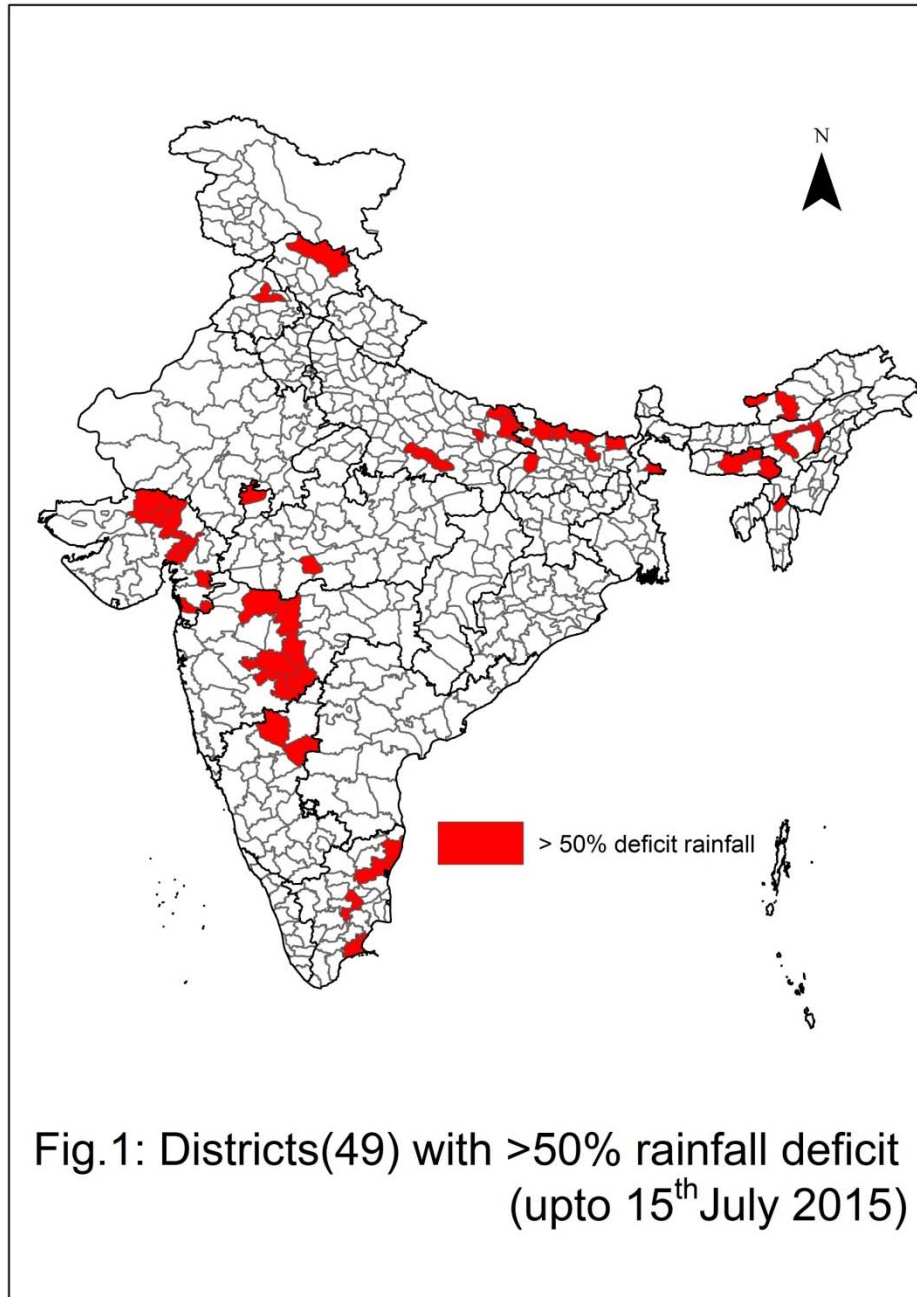 N
> 50% deficit rainfall
Fig.1: Districts(49) with >50% rainfall deficit
(upto 15th July 2015)